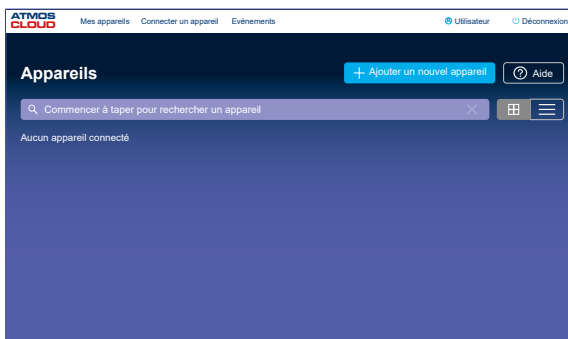 ATMOS
CLOUD
Mes appareils Connecter un appareil Evénements Utilisateur Déconnexion
Appareils
Ajouter un nouvel appareil
Aide
Commencer à taper pour rechercher un appareil
Aucun appareil connecté